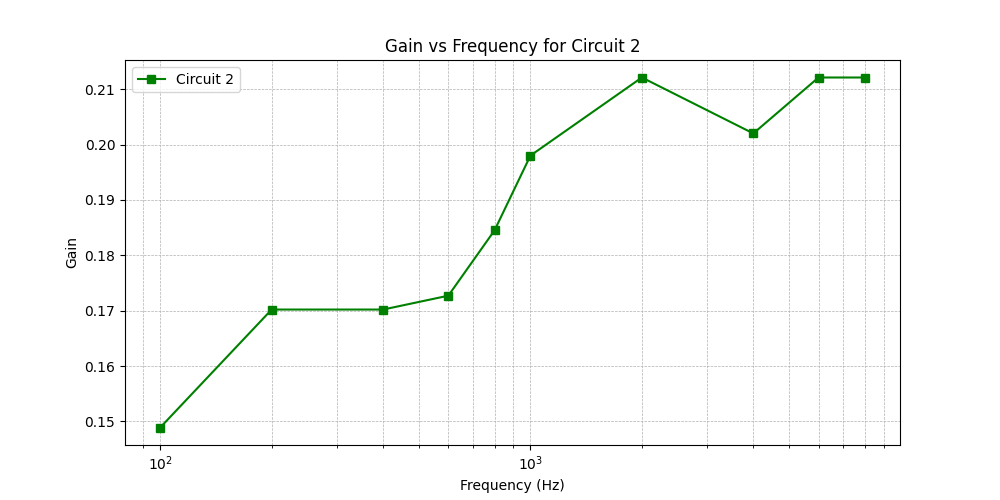 Gain vs Frequency for Circuit 2
Circuit 2
0.21
0.20
0.19
0.18
0.17
0.16
0.15
Gain
10²
10³
Frequency (Hz)